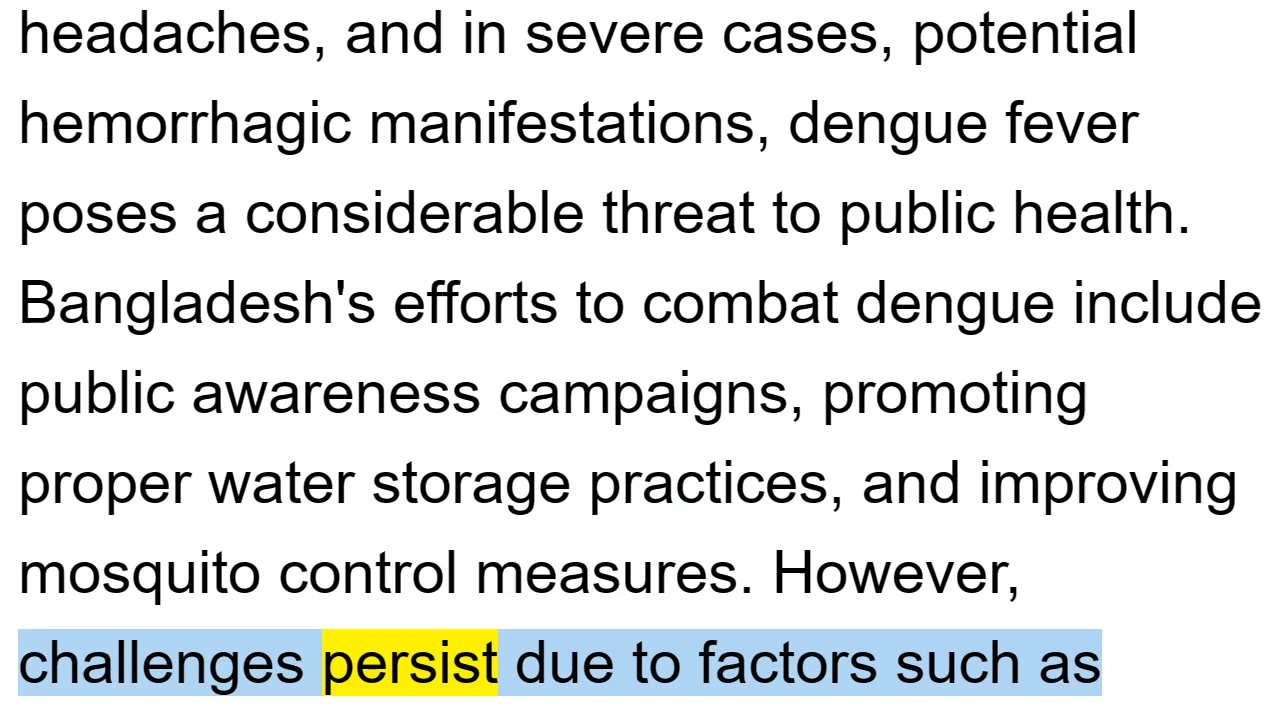 headaches, and in severe cases, potential
hemorrhagic manifestations, dengue fever
poses a considerable threat to public health.
Bangladesh's efforts to combat dengue include
public awareness campaigns, promoting
proper water storage practices, and improving
mosquito control measures. However,
challenges persist due to factors such as